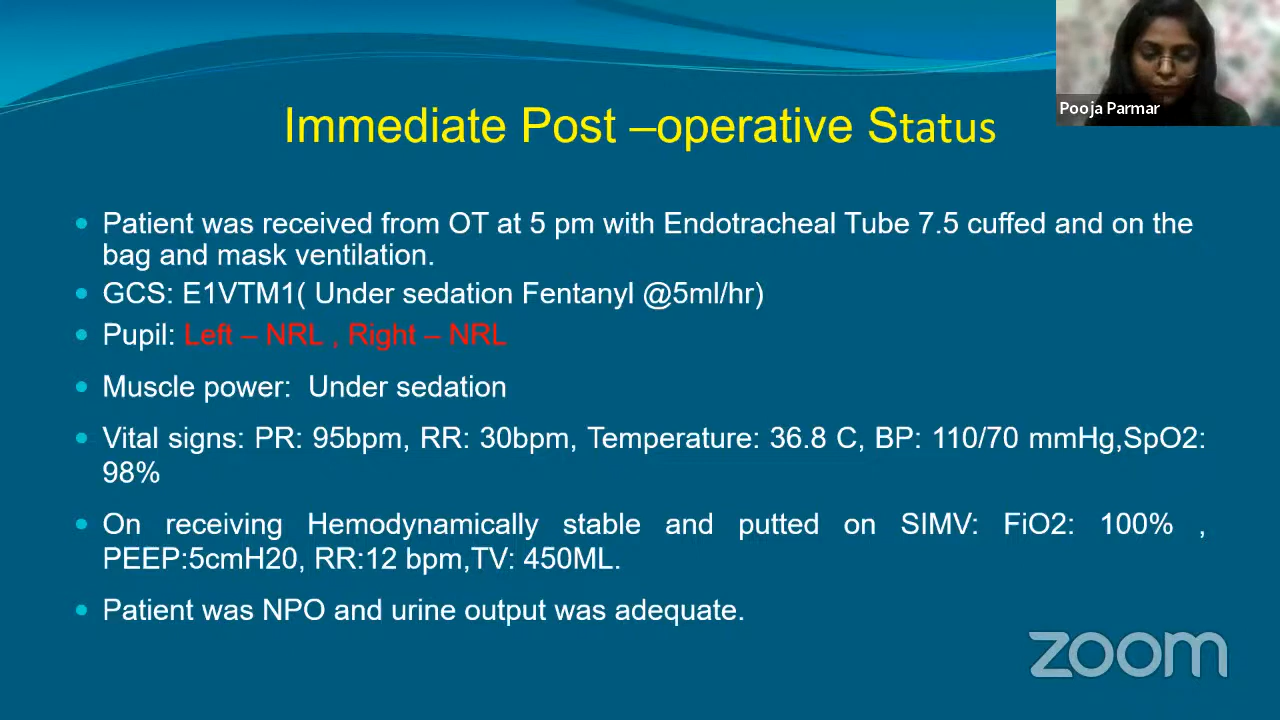 Pooja Parmar
Immediate Post –operative Status
Patient was received from OT at 5 pm with Endotracheal Tube 7.5 cuffed and on the
bag and mask ventilation.
GCS: E1VTM1( Under sedation Fentanyl @5ml/hr)
Pupil: Left – NRL , Right – NRL
Muscle power: Under sedation
Vital signs: PR: 95bpm, RR: 30bpm, Temperature: 36.8 C, BP: 110/70 mmHg,SpO2:
98%
On receiving Hemodynamically stable and putted on SIMV: FiO2: 100% ,
PEEP:5cmH20, RR:12 bpm,TV: 450ML.
Patient was NPO and urine output was adequate.
zoom